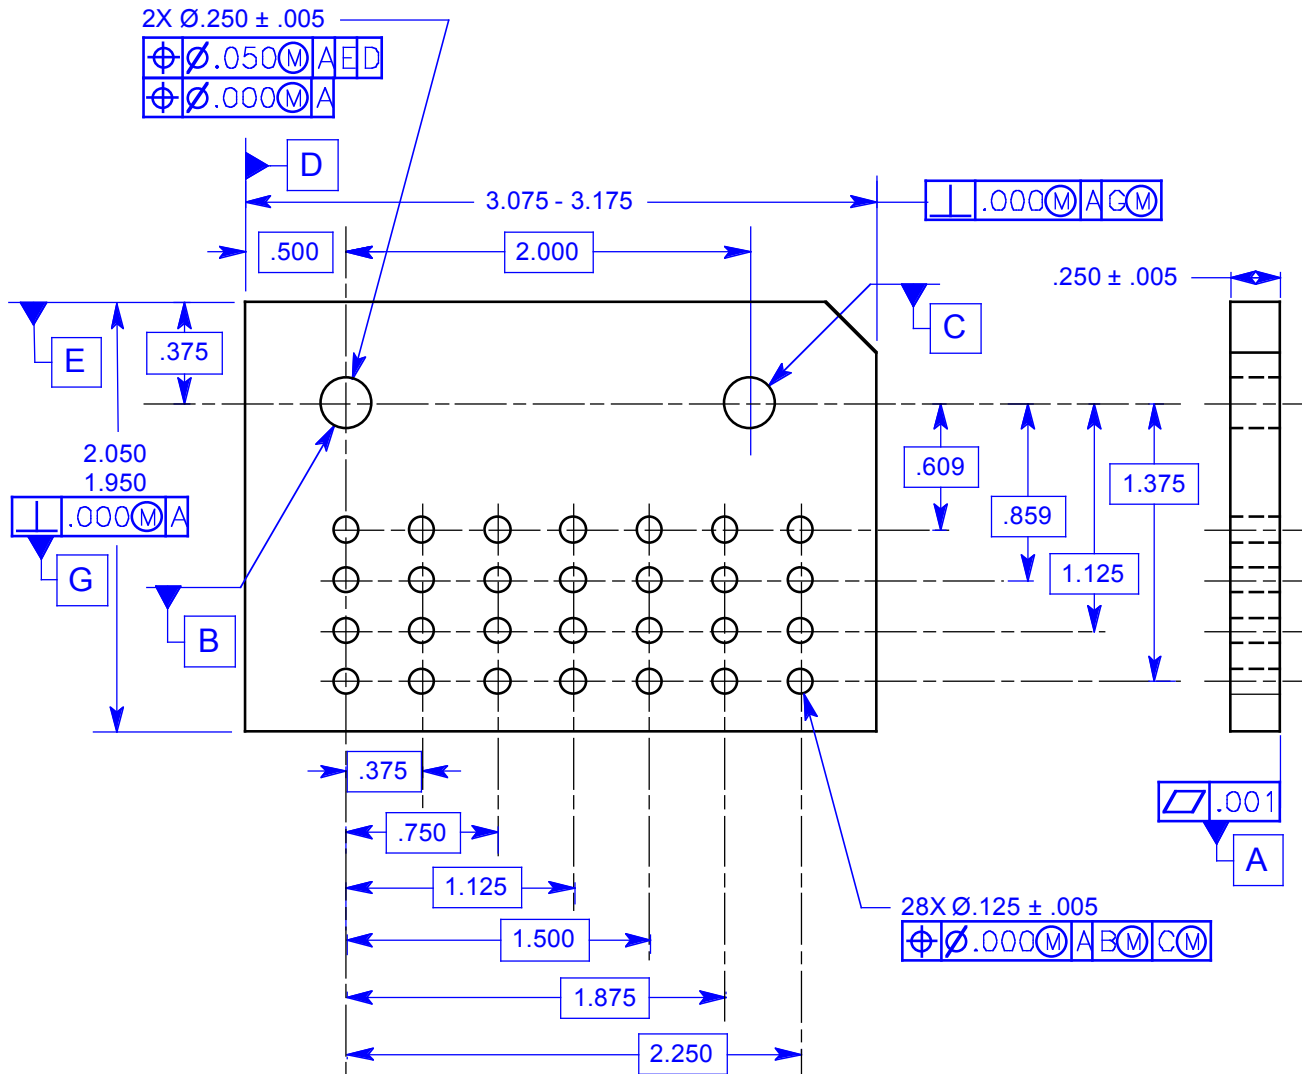 2X Ø.250 ± .005
⌖ Ø.050Ⓜ A E D
⌖ Ø.000Ⓜ A
D
3.075 - 3.175
⟂ .000Ⓜ A GⓂ
.500
2.000
.250 ± .005
E
.375
C
2.050
1.950
⟂ .000Ⓜ A
G
B
.609
.859
1.125
1.375
.375
.750
1.125
1.500
1.875
2.250
⏥ .001
A
28X Ø.125 ± .005
⌖ Ø.000Ⓜ A BⓂ CⓂ